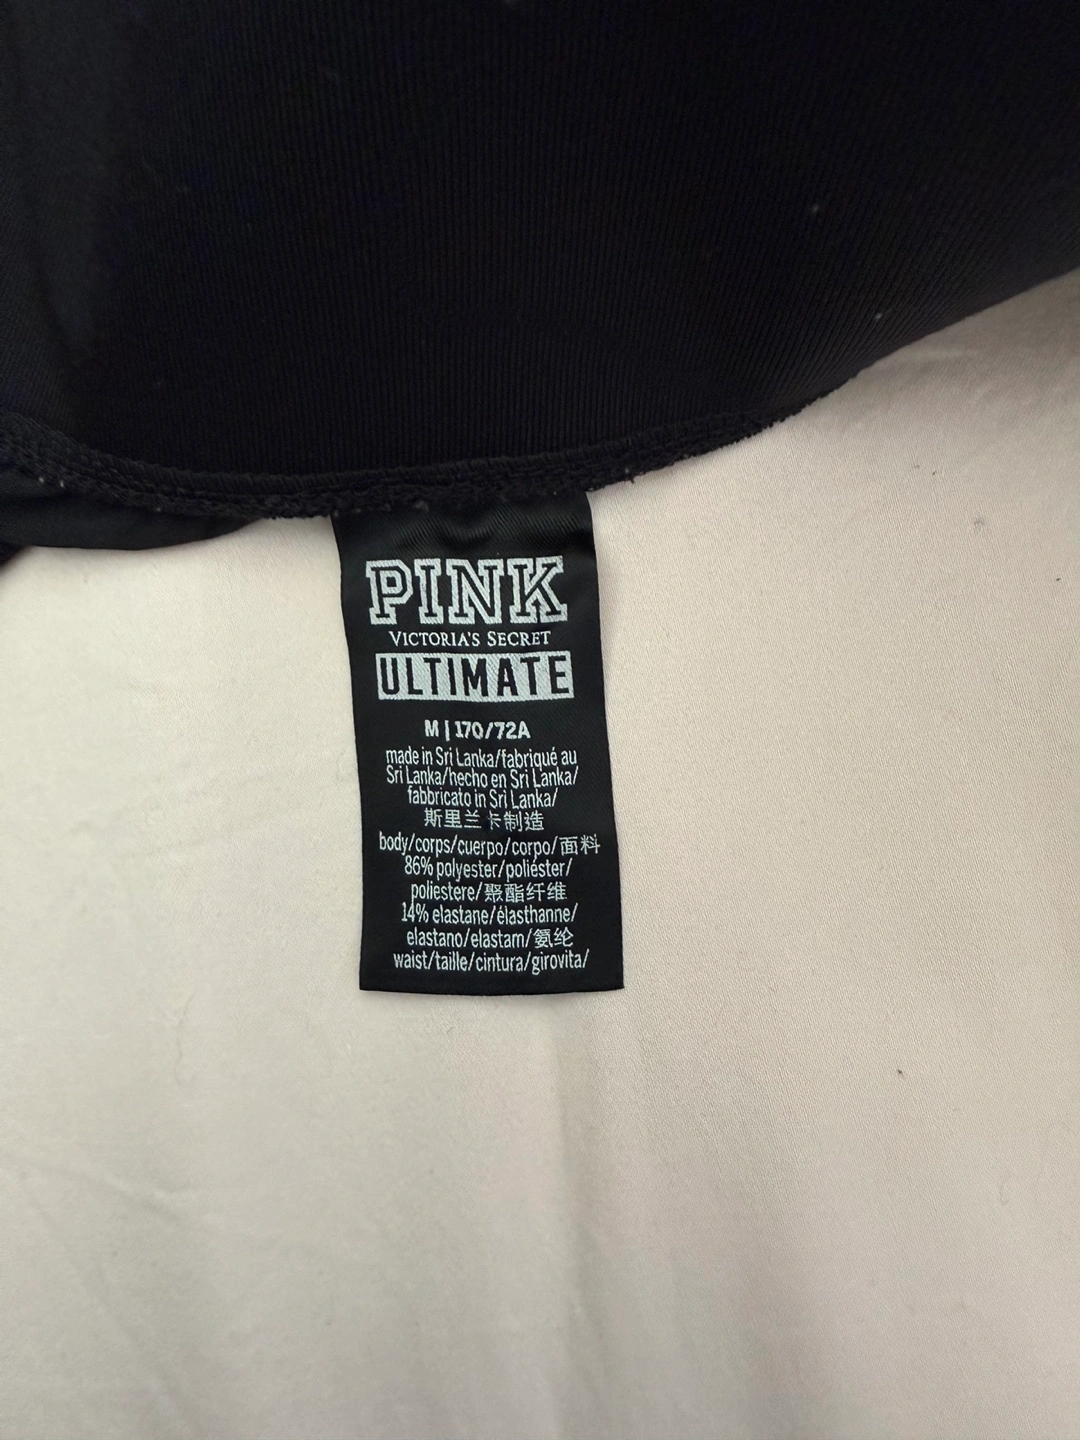 PINK
VICTORIA'S SECRET
ULTIMATE
M | 170/72A
made in Sri Lanka/fabriqué au
Sri Lanka/hecho en Sri Lanka/
fabbricato in Sri Lanka/
斯里兰卡制造
body/corps/cuerpo/corpo/面料
86% polyester/poliéster/
poliestere/聚酯纤维
14% elastane/élasthanne/
elastano/elastam/氨纶
waist/taille/cintura/girovita/